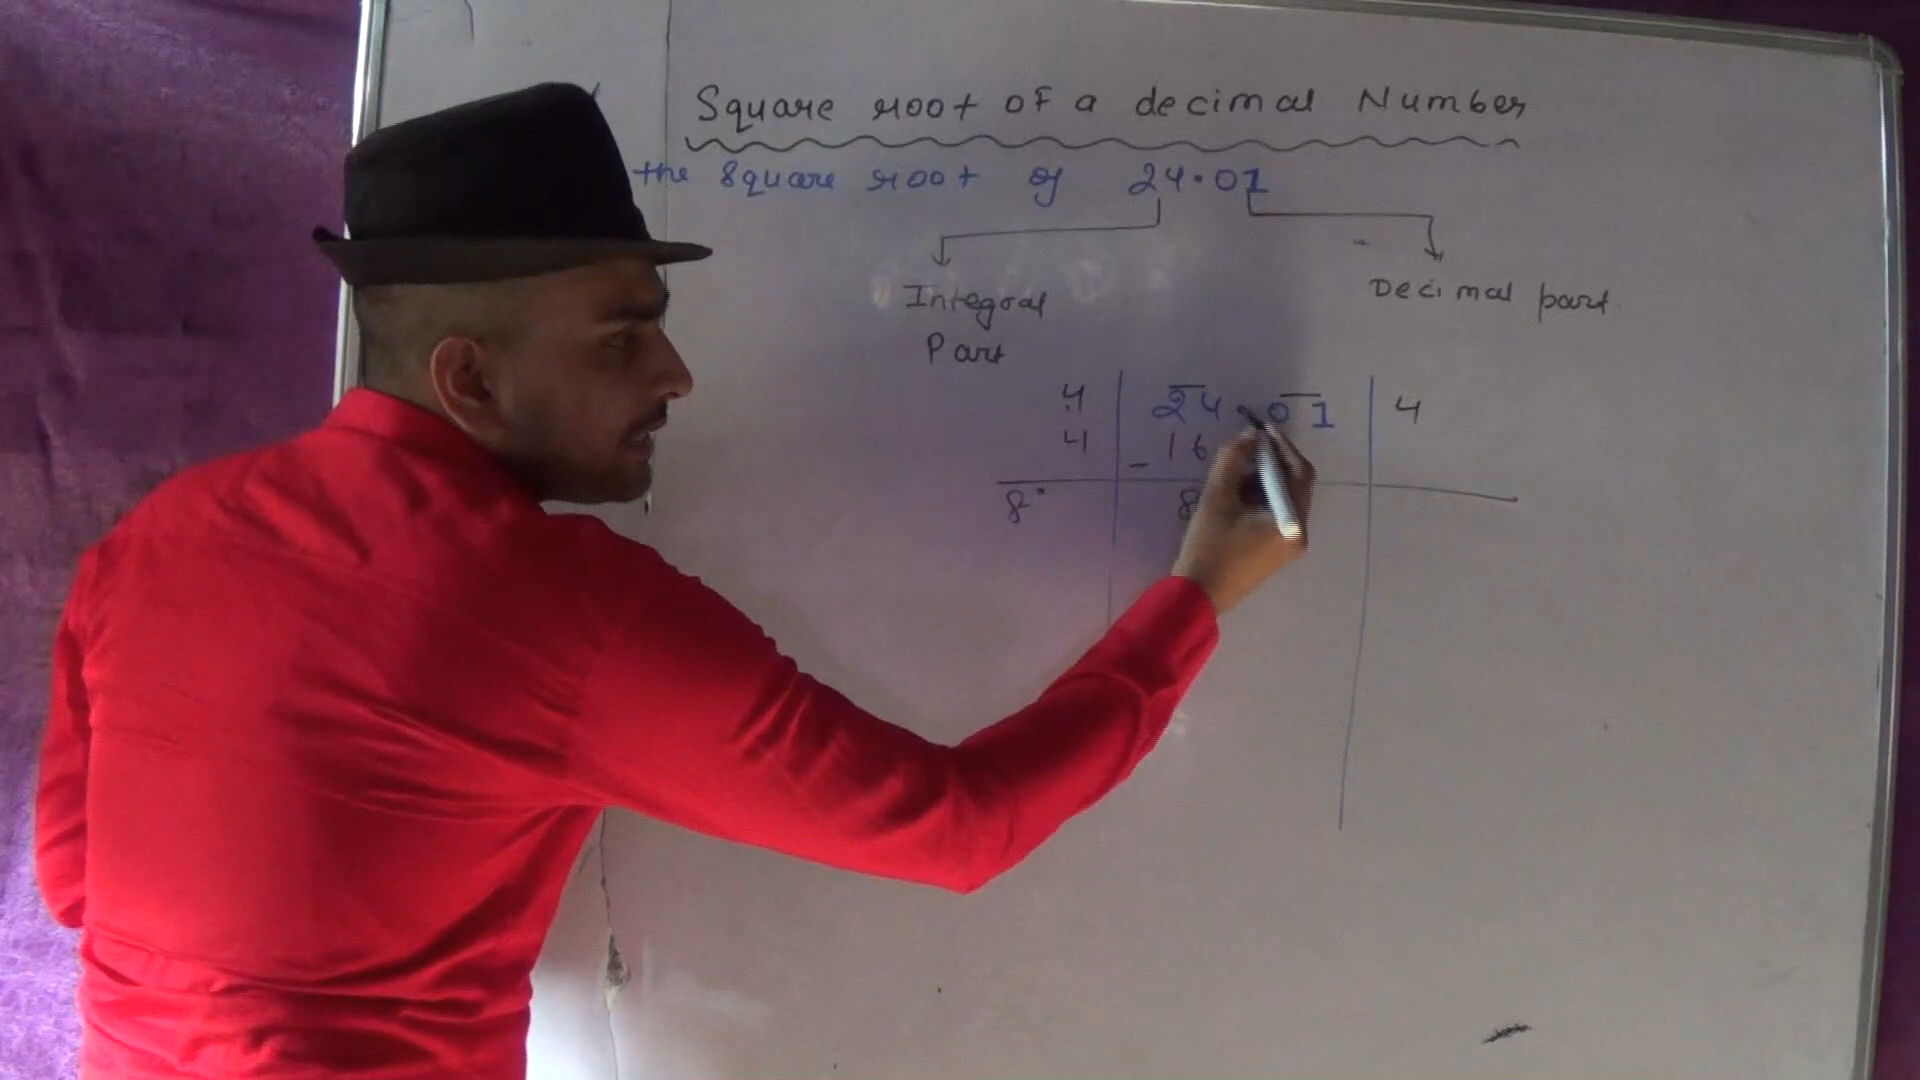 Square root of a decimal Number
the square root of 24.01
Integral
Part
Decimal part
4 24.01 4
4 - 16
8 8